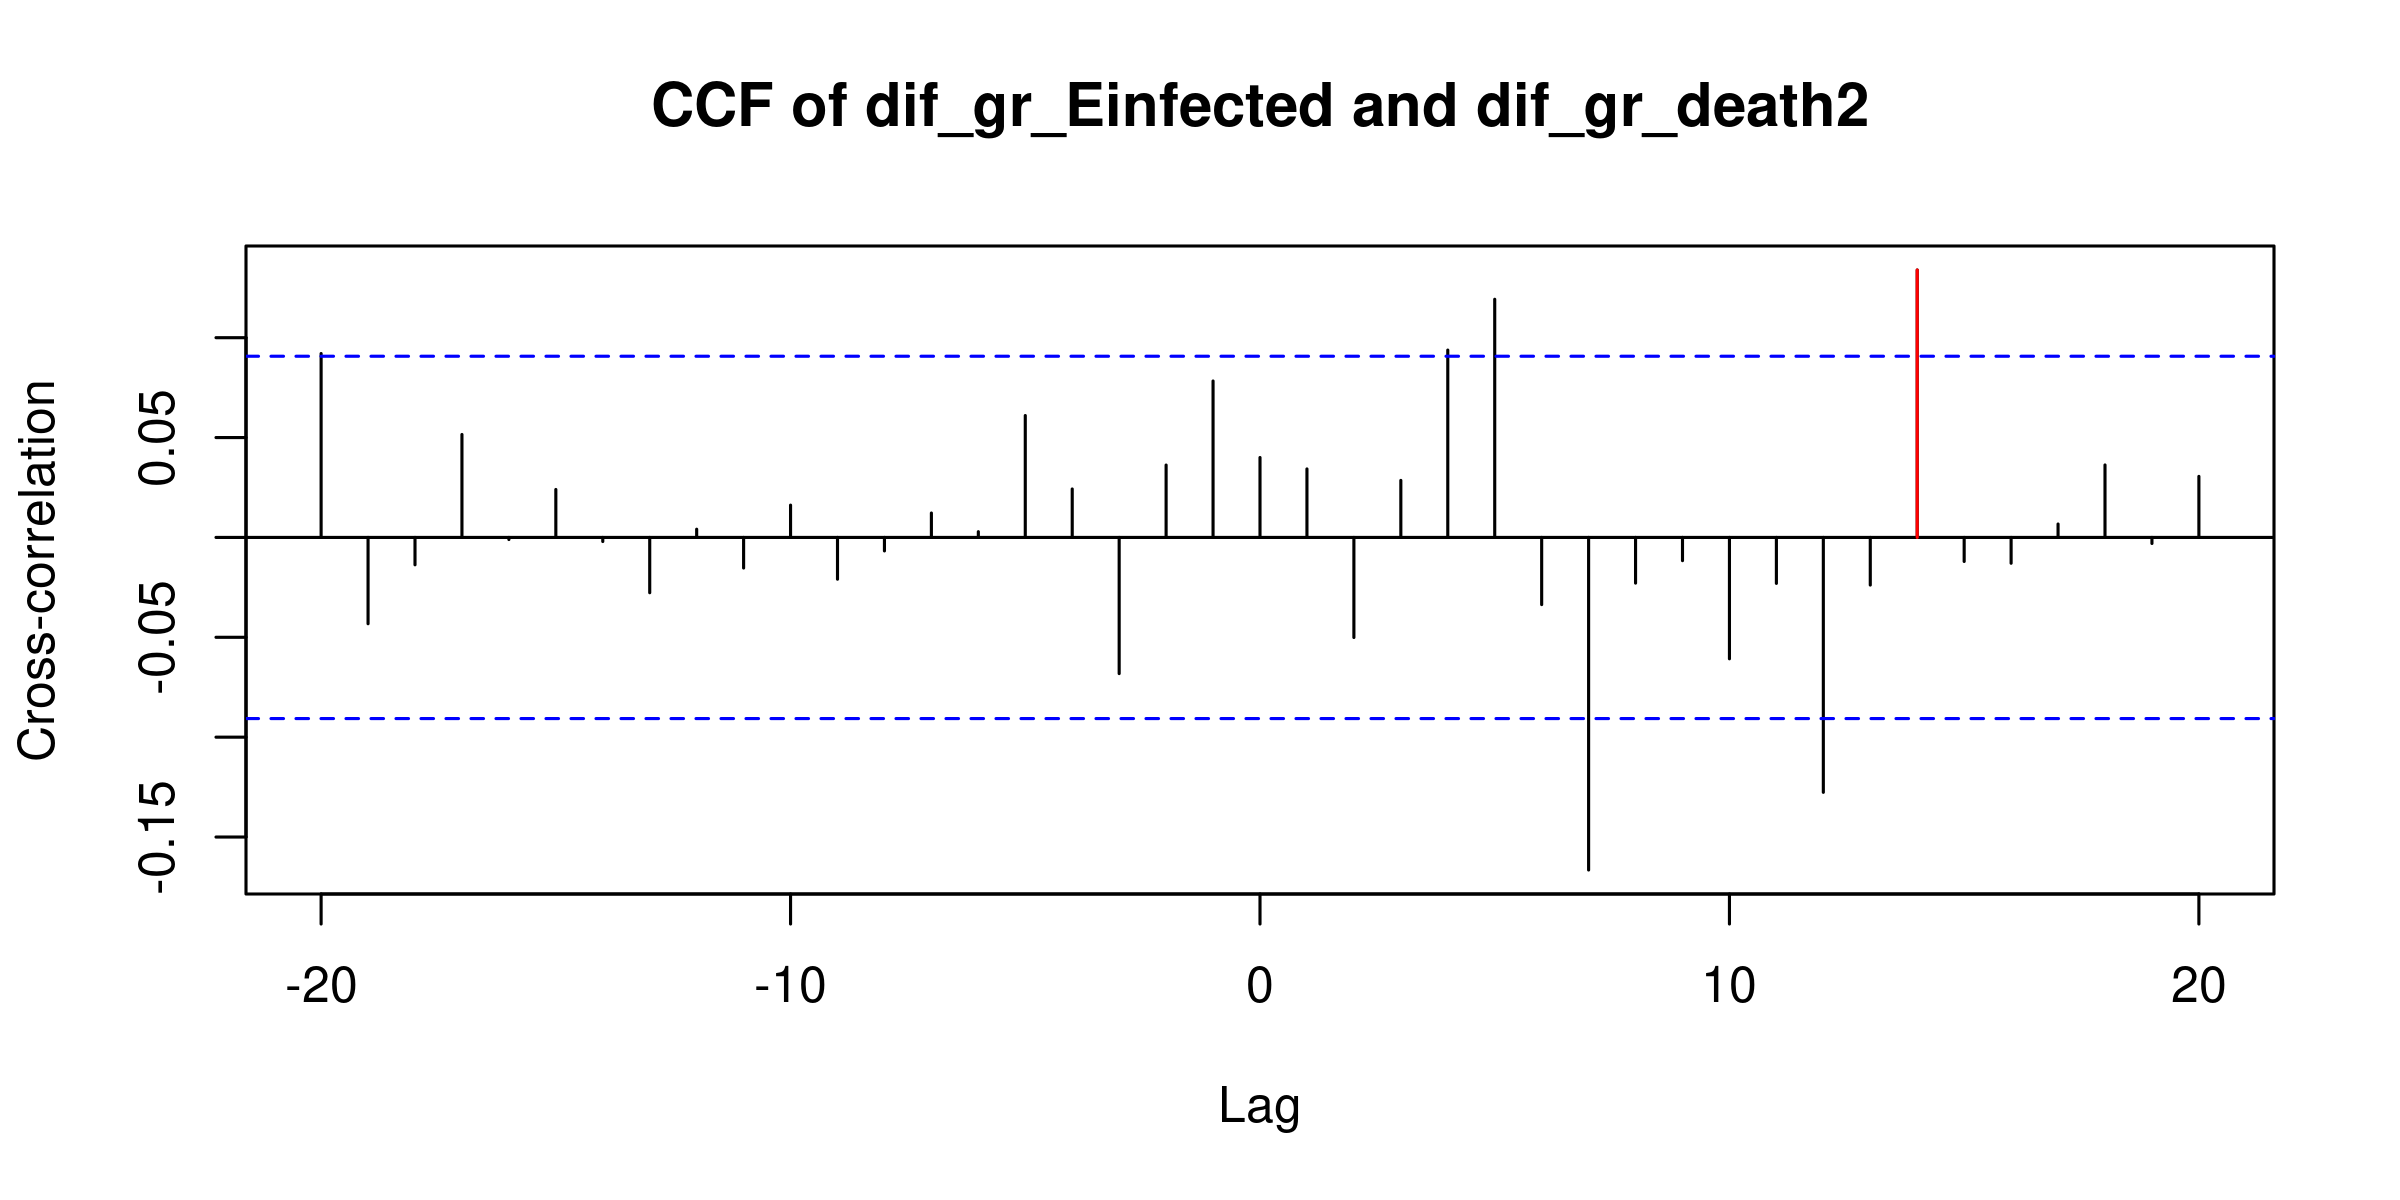 CCF of dif_gr_Einfected and dif_gr_death2
Cross-correlation
0.05
-0.05
-0.15
-20
-10
0
10
20
Lag